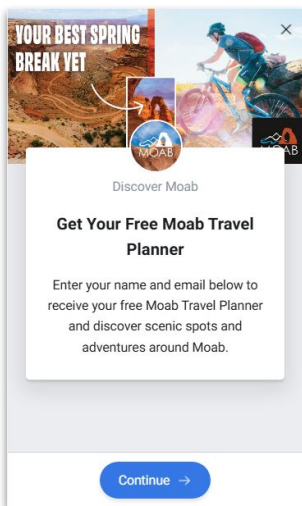 YOUR BEST SPRING
BREAK YET
MOAB
MOAB
Discover Moab
Get Your Free Moab Travel
Planner
Enter your name and email below to
receive your free Moab Travel Planner
and discover scenic spots and
adventures around Moab.
Continue →